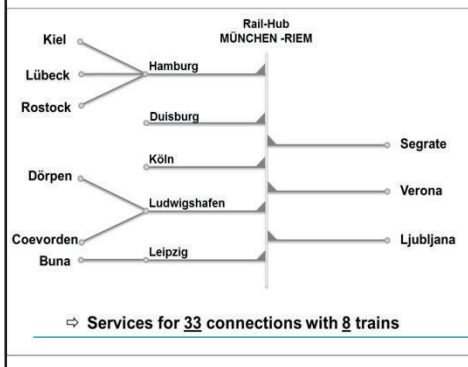 Rail-Hub
MÜNCHEN -RIEM
Kiel
Hamburg
Lübeck
Rostock
Duisburg
Segrate
Köln
Dörpen
Verona
Ludwigshafen
Coevorden
Ljubljana
Leipzig
Buna
⇨ Services for 33 connections with 8 trains